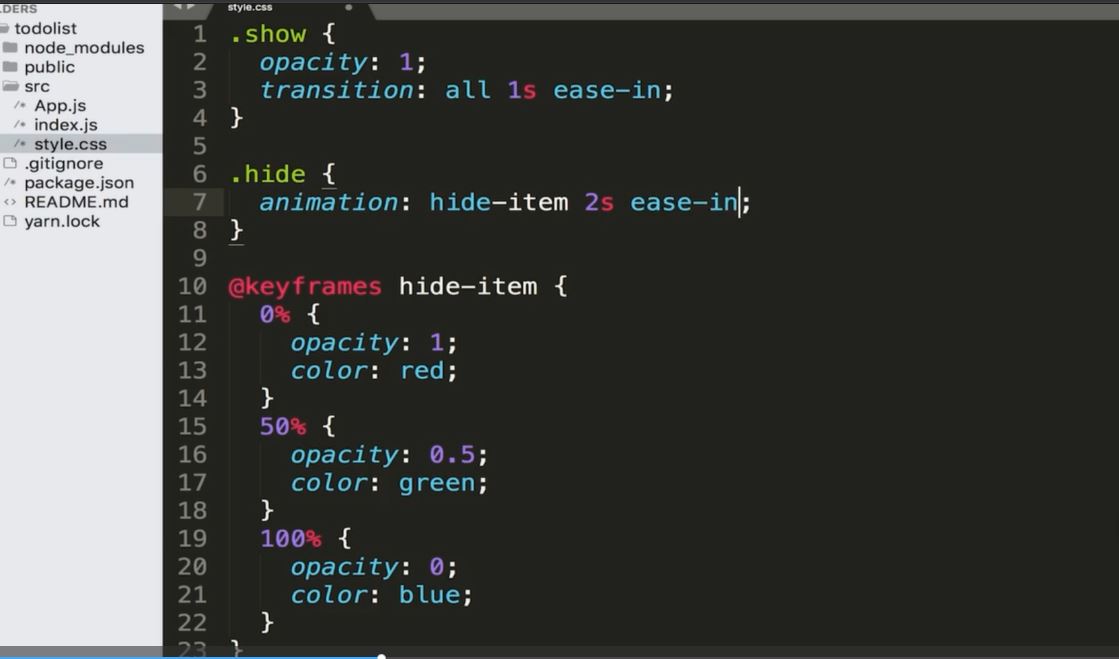 LDERS
todolist
node_modules
public
src
/* App.js
/* index.js
/* style.css
.gitignore
/* package.json
<> README.md
yarn.lock
style.css
1 .show {
2   opacity: 1;
3   transition: all 1s ease-in;
4 }
5
6 .hide {
7   animation: hide-item 2s ease-in;
8 }
9
10 @keyframes hide-item {
11   0% {
12     opacity: 1;
13     color: red;
14   }
15   50% {
16     opacity: 0.5;
17     color: green;
18   }
19   100% {
20     opacity: 0;
21     color: blue;
22   }
23 }